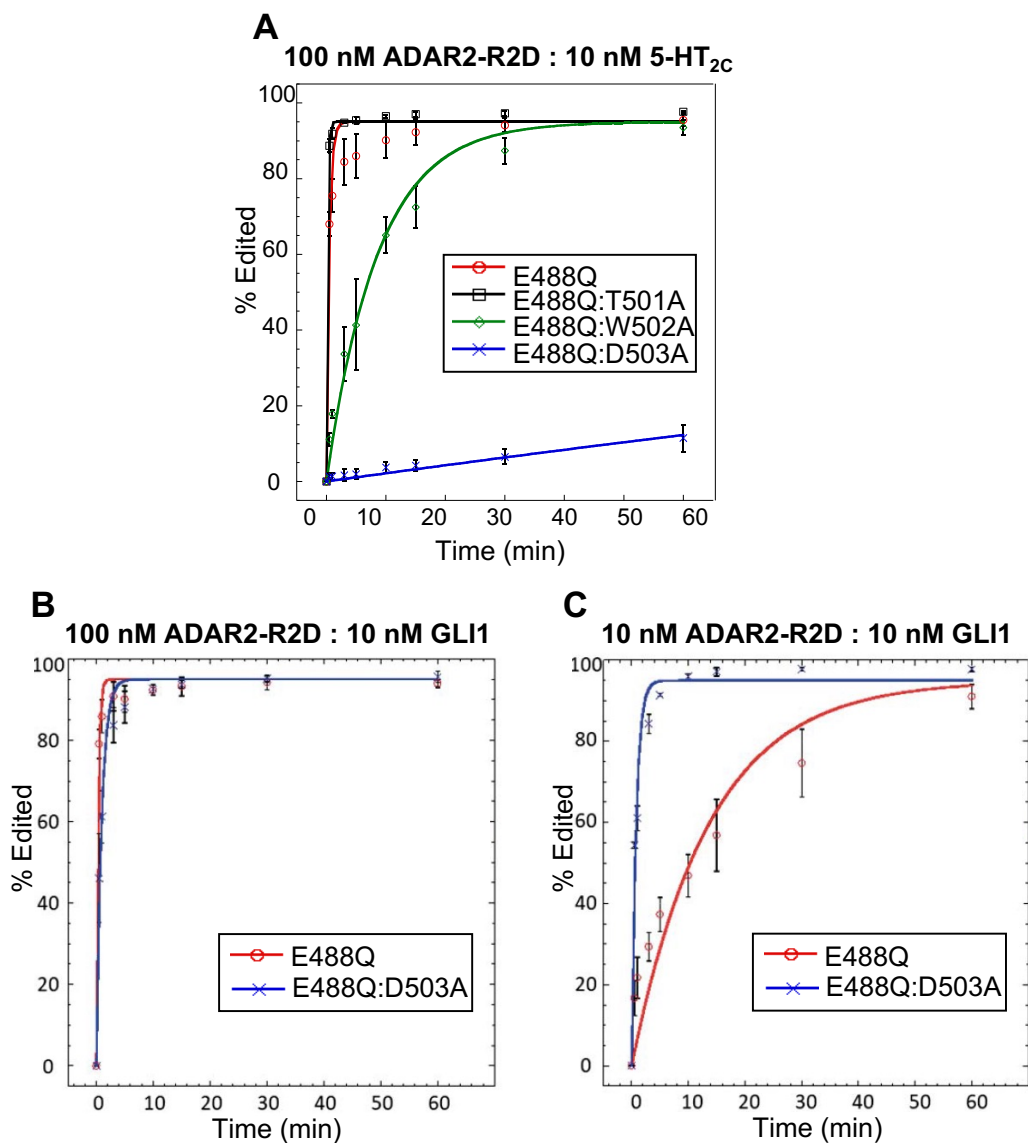 A
100 nM ADAR2-R2D : 10 nM 5-HT2C
100
80
60
40
20
0
% Edited
E488Q
E488Q:T501A
E488Q:W502A
E488Q:D503A
0 10 20 30 40 50 60
Time (min)
B
100 nM ADAR2-R2D : 10 nM GLI1
100
80
60
40
20
0
% Edited
E488Q
E488Q:D503A
0 10 20 30 40 50 60
Time (min)
C
10 nM ADAR2-R2D : 10 nM GLI1
100
80
60
40
20
0
% Edited
E488Q
E488Q:D503A
0 10 20 30 40 50 60
Time (min)